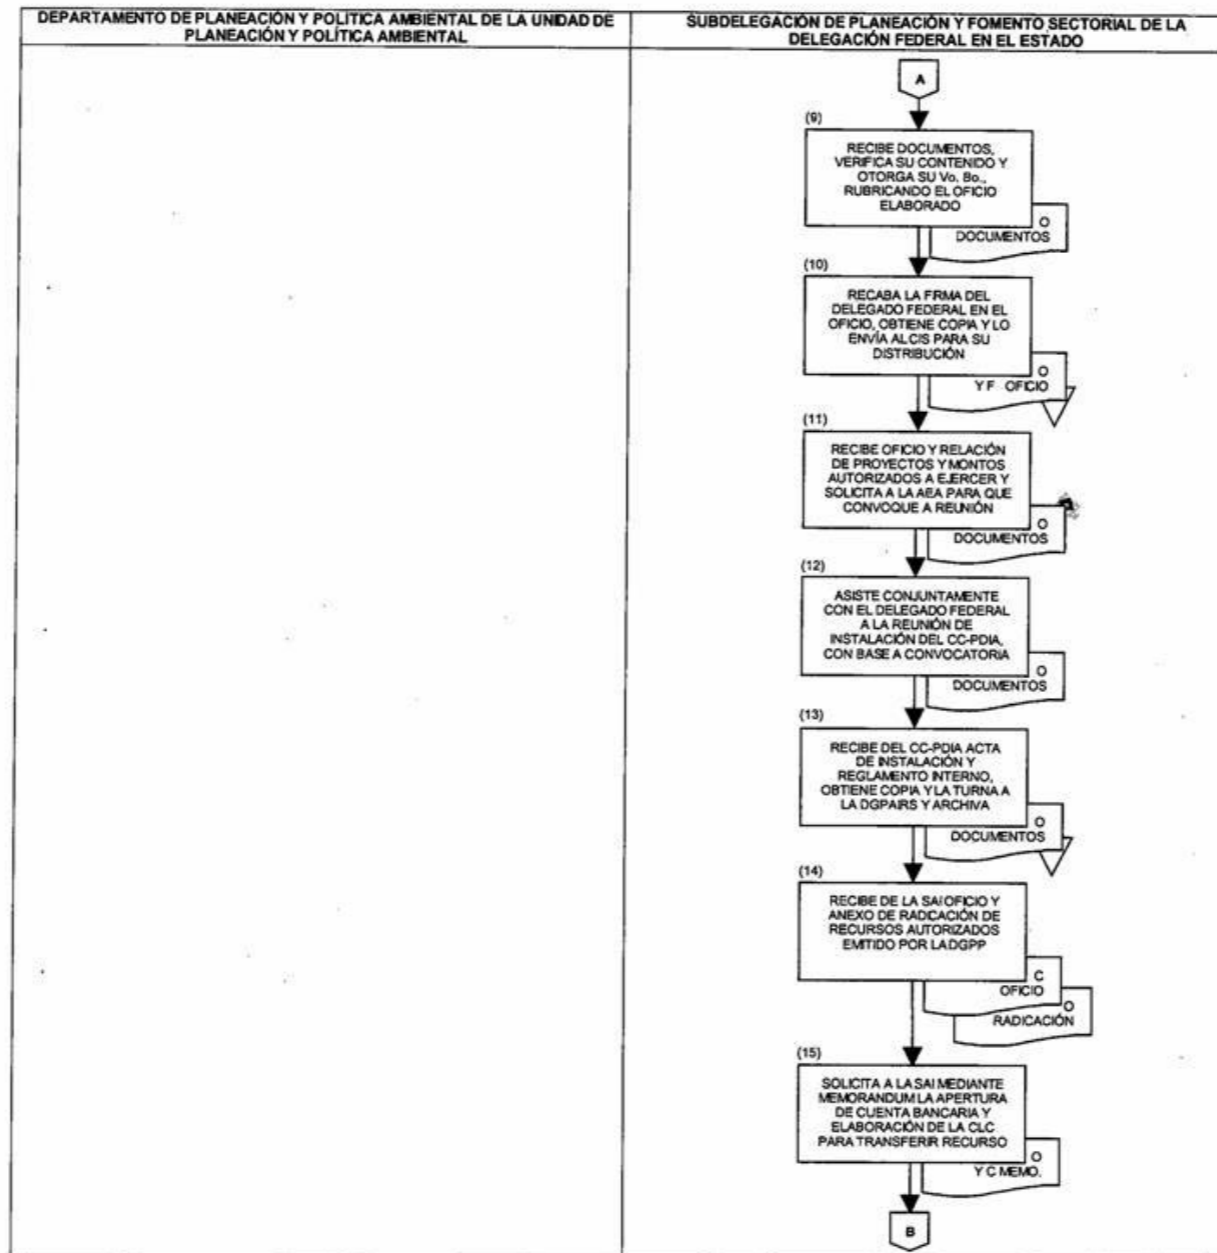 DEPARTAMENTO DE PLANEACIÓN Y POLÍTICA AMBIENTAL DE LA UNIDAD DE
PLANEACIÓN Y POLÍTICA AMBIENTAL
SUBDELEGACIÓN DE PLANEACIÓN Y FOMENTO SECTORIAL DE LA
DELEGACIÓN FEDERAL EN EL ESTADO
A
(9)
RECIBE DOCUMENTOS,
VERIFICA SU CONTENIDO Y
OTORGA SU Vo. Bo.,
RUBRICANDO EL OFICIO
ELABORADO
O
DOCUMENTOS
(10)
RECABA LA FRMA DEL
DELEGADO FEDERAL EN EL
OFICIO, OBTIENE COPIA Y LO
ENVÍA ALCIS PARA SU
DISTRIBUCIÓN
O
Y F OFICIO
(11)
RECIBE OFICIO Y RELACIÓN
DE PROYECTOS Y MONTOS
AUTORIZADOS A EJERCER Y
SOLICITA A LA AEA PARA QUE
CONVOQUE A REUNIÓN
O
DOCUMENTOS
(12)
ASISTE CONJUNTAMENTE
CON EL DELEGADO FEDERAL
A LA REUNIÓN DE
INSTALACIÓN DEL CC-PDIA,
CON BASE A CONVOCATORIA
O
DOCUMENTOS
(13)
RECIBE DEL CC-PDIA ACTA
DE INSTALACIÓN Y
REGLAMENTO INTERNO,
OBTIENE COPIA Y LA TURNA A
LA DGPAIRS Y ARCHIVA
O
DOCUMENTOS
(14)
RECIBE DE LA SAI OFICIO Y
ANEXO DE RADICACIÓN DE
RECURSOS AUTORIZADOS
EMITIDO POR LA DGPP
C
OFICIO
O
RADICACIÓN
(15)
SOLICITA A LA SAI MEDIANTE
MEMORANDUM LA APERTURA
DE CUENTA BANCARIA Y
ELABORACIÓN DE LA CLC
PARA TRANSFERIR RECURSO
O
Y C MEMO.
B